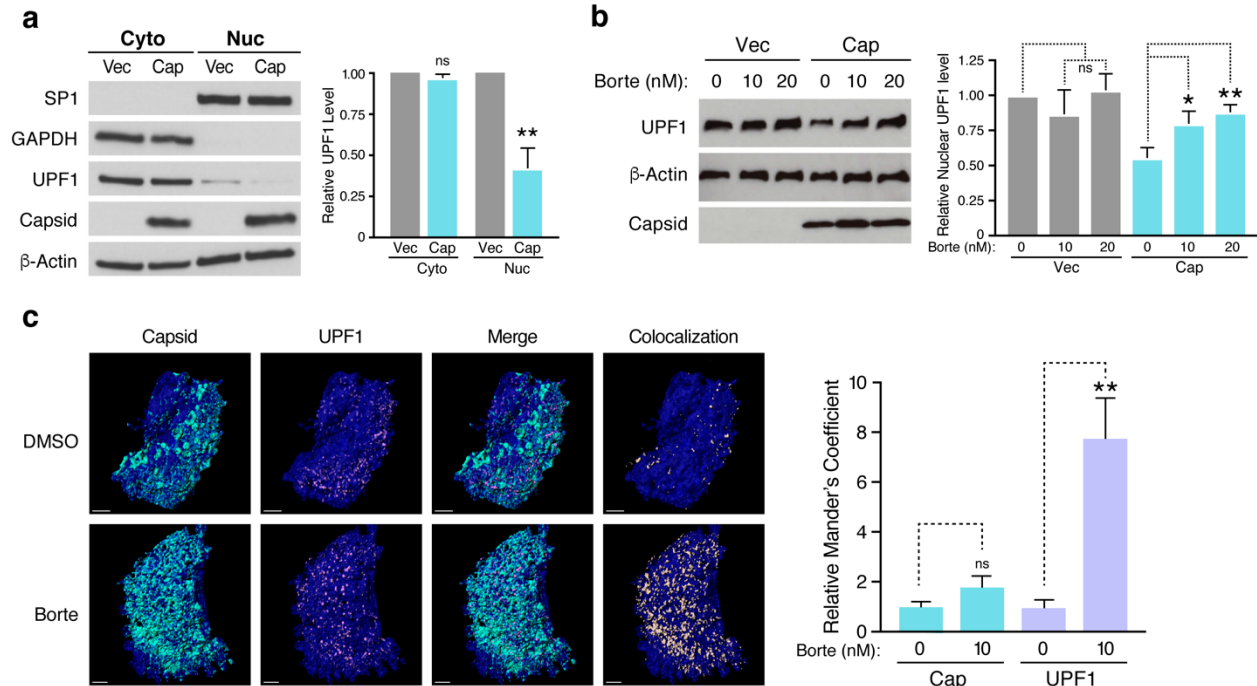 a
Cyto Nuc
Vec Cap Vec Cap
SP1
GAPDH
UPF1
Capsid
β-Actin
Relative UPF1 Level
1.00
0.75
0.50
0.25
0
ns
**
Vec Cap Vec Cap
Cyto Nuc
b
Vec Cap
Borte (nM): 0 10 20 0 10 20
UPF1
β-Actin
Capsid
Relative Nuclear UPF1 level
1.25
1.00
0.75
0.50
0.25
0
ns
*
**
Borte (nM): 0 10 20 0 10 20
Vec Cap
c
Capsid UPF1 Merge Colocalization
DMSO
Borte
Relative Mander's Coefficient
10
8
6
4
2
0
ns
**
Borte (nM): 0 10 0 10
Cap UPF1